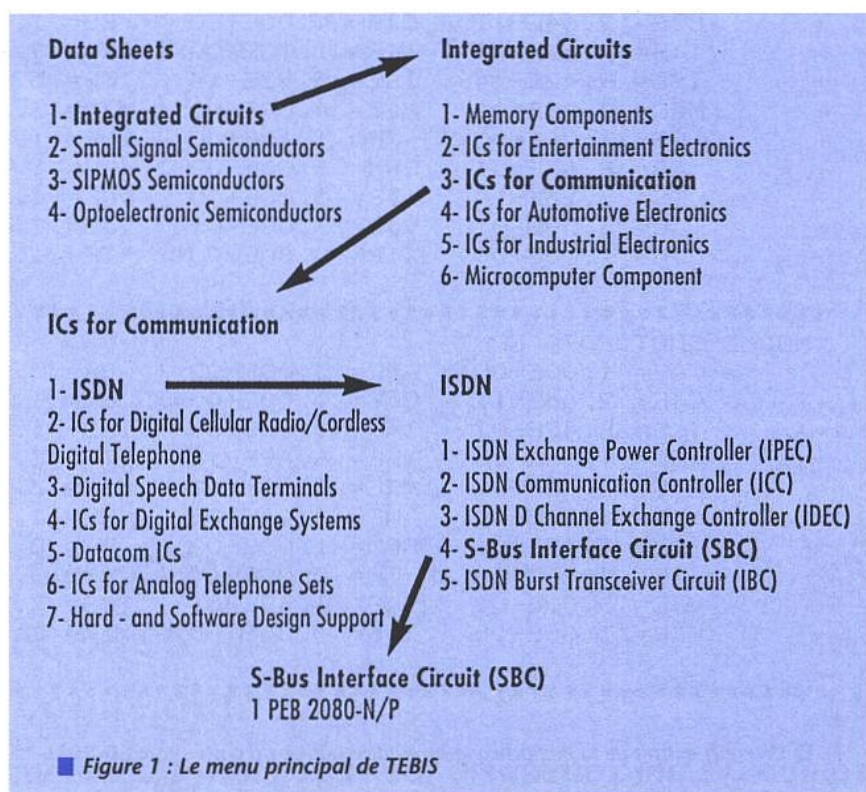 Data Sheets
1- Integrated Circuits
2- Small Signal Semiconductors
3- SIPMOS Semiconductors
4- Optoelectronic Semiconductors
Integrated Circuits
1- Memory Components
2- ICs for Entertainment Electronics
3- ICs for Communication
4- ICs for Automotive Electronics
5- ICs for Industrial Electronics
6- Microcomputer Component
ICs for Communication
1- ISDN
2- ICs for Digital Cellular Radio/Cordless
Digital Telephone
3- Digital Speech Data Terminals
4- ICs for Digital Exchange Systems
5- Datacom ICs
6- ICs for Analog Telephone Sets
7- Hard - and Software Design Support
ISDN
1- ISDN Exchange Power Controller (IPEC)
2- ISDN Communication Controller (ICC)
3- ISDN D Channel Exchange Controller (IDEC)
4- S-Bus Interface Circuit (SBC)
5- ISDN Burst Transceiver Circuit (IBC)
S-Bus Interface Circuit (SBC)
1 PEB 2080-N/P
Figure 1 : Le menu principal de TEBIS